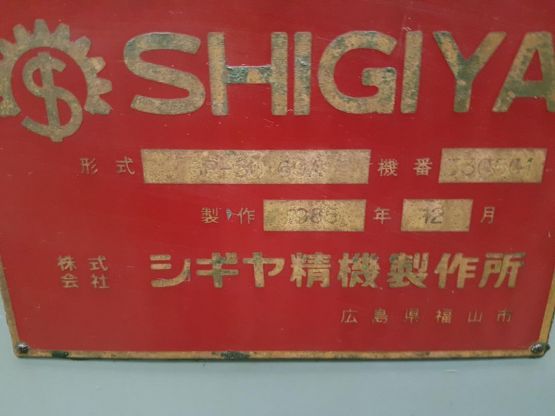 SHIGIYA
形式 機番
製作 1985 年 12 月
株式会社 シギヤ精機製作所
広島県福山市